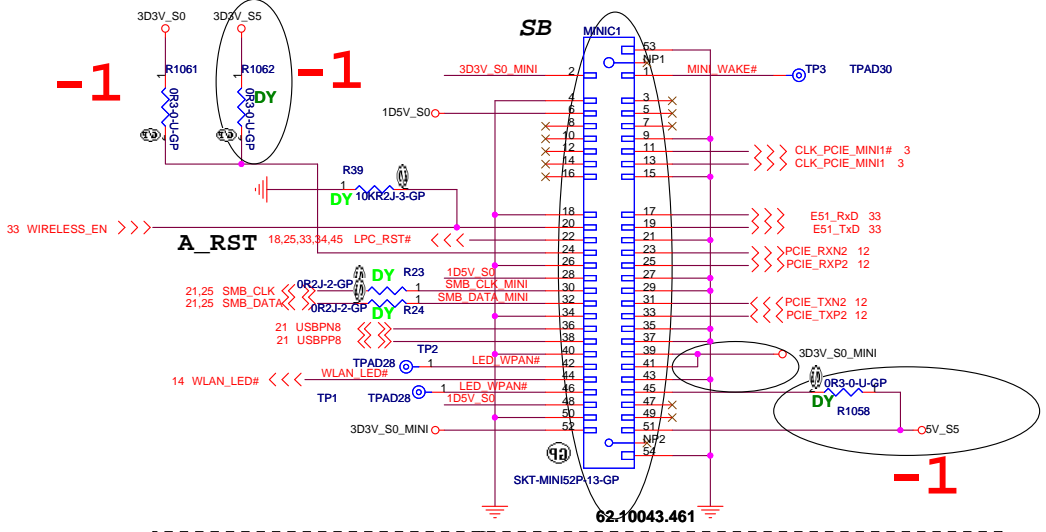 3D3V_S0
3D3V_S5
SB
MINIC1
-1
-1
R1061
R1062
1
1
0R3-0-U-GP
0R3-0-U-GP
DY
53
NP1
3D3V_S0_MINI
2
1
MINI_WAKE#
TP3
TPAD30
1D5V_S0
4
6
8
10
12
14
16
3
5
7
9
11
13
15
CLK_PCIE_MINI1# 3
CLK_PCIE_MINI1 3
R39
1
DY
10KR2J-3-GP
33 WIRELESS_EN
A_RST
18,25,33,34,45 LPC_RST#
18
20
22
24
26
28
30
32
34
36
38
40
42
44
46
48
50
52
17
19
21
23
25
27
29
31
33
35
37
39
41
43
45
47
49
51
E51_RxD 33
E51_TxD 33
PCIE_RXN2 12
PCIE_RXP2 12
PCIE_TXN2 12
PCIE_TXP2 12
0R2J-2-GP
DY
R23
1D5V_S0
21,25 SMB_CLK
1
SMB_CLK_MINI
21,25 SMB_DATA
1
SMB_DATA_MINI
0R2J-2-GP
DY
R24
21 USBPN8
21 USBPP8
TP2
TPAD28
1
LED_WPAN#
14 WLAN_LED#
WLAN_LED#
TP1
TPAD28
1
LED_WPAN#
1D5V_S0
3D3V_S0_MINI
3D3V_S0_MINI
2
1
0R3-0-U-GP
DY
R1058
5V_S5
NP2
54
GP
SKT-MINI52P-13-GP
-1
62.10043.461